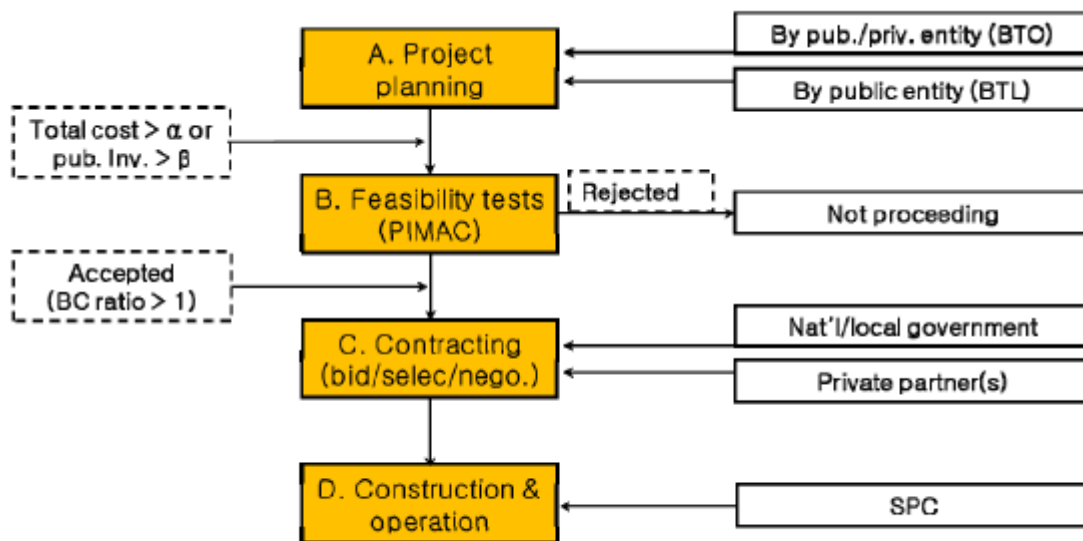 A. Project
planning
By pub./priv. entity (BTO)
By public entity (BTL)
Total cost > α or
pub. Inv. > β
B. Feasibility tests
(PIMAC)
Rejected
Not proceeding
Accepted
(BC ratio > 1)
C. Contracting
(bid/selec/nego.)
Nat'l/local government
Private partner(s)
D. Construction &
operation
SPC